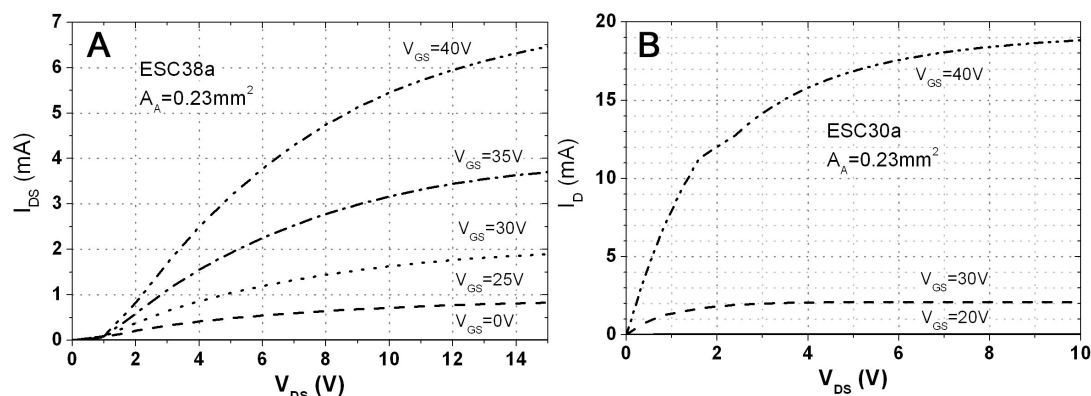 A
ESC38a
A_A=0.23mm²
V_GS=40V
V_GS=35V
V_GS=30V
V_GS=25V
V_GS=0V
7
6
5
4
3
2
1
0
I_DS (mA)
0 2 4 6 8 10 12 14
V_DS (V)
B
V_GS=40V
ESC30a
A_A=0.23mm²
V_GS=30V
V_GS=20V
20
15
10
5
0
I_D (mA)
0 2 4 6 8 10
V_DS (V)